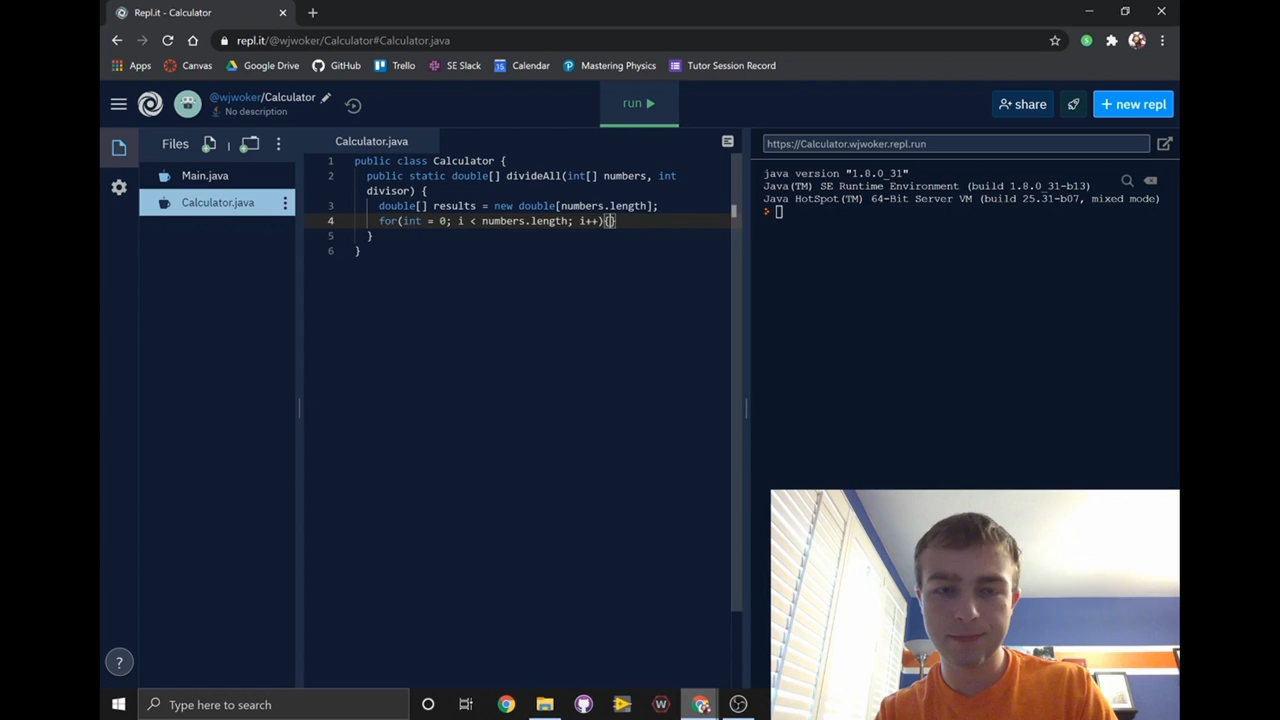 Repl.it - Calculator
repl.it/@wjwoker/Calculator#Calculator.java
Apps Canvas Google Drive GitHub Trello SE Slack Calendar Mastering Physics Tutor Session Record
@wjwoker/Calculator
No description
run
share
+ new repl
Files
Calculator.java
https://Calculator.wjwoker.repl.run
Main.java
Calculator.java
1 public class Calculator {
2 public static double[] divideAll(int[] numbers, int
divisor) {
3 double[] results = new double[numbers.length];
4 for(int = 0; i < numbers.length; i++){}
5 }
6 }
java version "1.8.0_31"
Java(TM) SE Runtime Environment (build 1.8.0_31-b13)
Java HotSpot(TM) 64-Bit Server VM (build 25.31-b07, mixed mode)
>
?
Type here to search